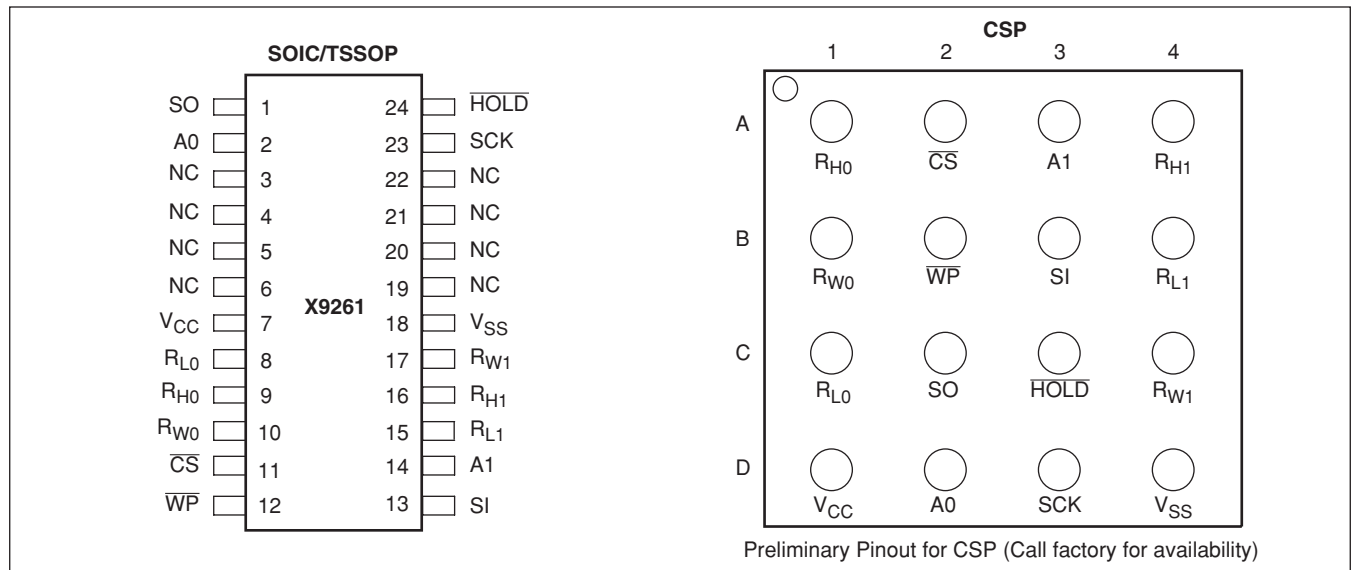 SOIC/TSSOP
SO 1 24 HOLD
A0 2 23 SCK
NC 3 22 NC
NC 4 21 NC
NC 5 20 NC
NC 6 19 NC
X9261
VCC 7 18 VSS
RL0 8 17 RW1
RH0 9 16 RH1
RW0 10 15 RL1
CS 11 14 A1
WP 12 13 SI
CSP
1 2 3 4
A
RH0 CS A1 RH1
B
RW0 WP SI RL1
C
RL0 SO HOLD RW1
D
VCC A0 SCK VSS
Preliminary Pinout for CSP (Call factory for availability)